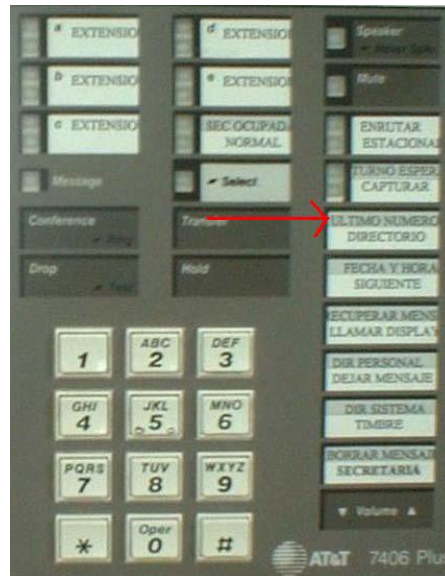 a EXTENSIO
d EXTENSIO
Speaker
b EXTENSIO
e EXTENSIO
Mute
c EXTENSIO
SEC OCUPADA
NORMAL
ENRUTAR
ESTACIONA
Message
Select
TURNO ESPER
CAPTURAR
Conference
Ring
Transfer
ULTIMO NUMERO
DIRECTORIO
Drop
Test
Hold
FECHA Y HORA
SIGUIENTE
RECUPERAR MENS
LLAMAR DISPLAY
1
ABC
2
DEF
3
DIR PERSONAL
DEJAR MENSAJE
GHI
4
JKL
5
MNO
6
DIR SISTEMA
TIMBRE
PQRS
7
TUV
8
WXYZ
9
BORRAR MENSAJE
SECRETARIA
▼ Volume ▲
*
Oper
0
#
AT&T 7406 Plus